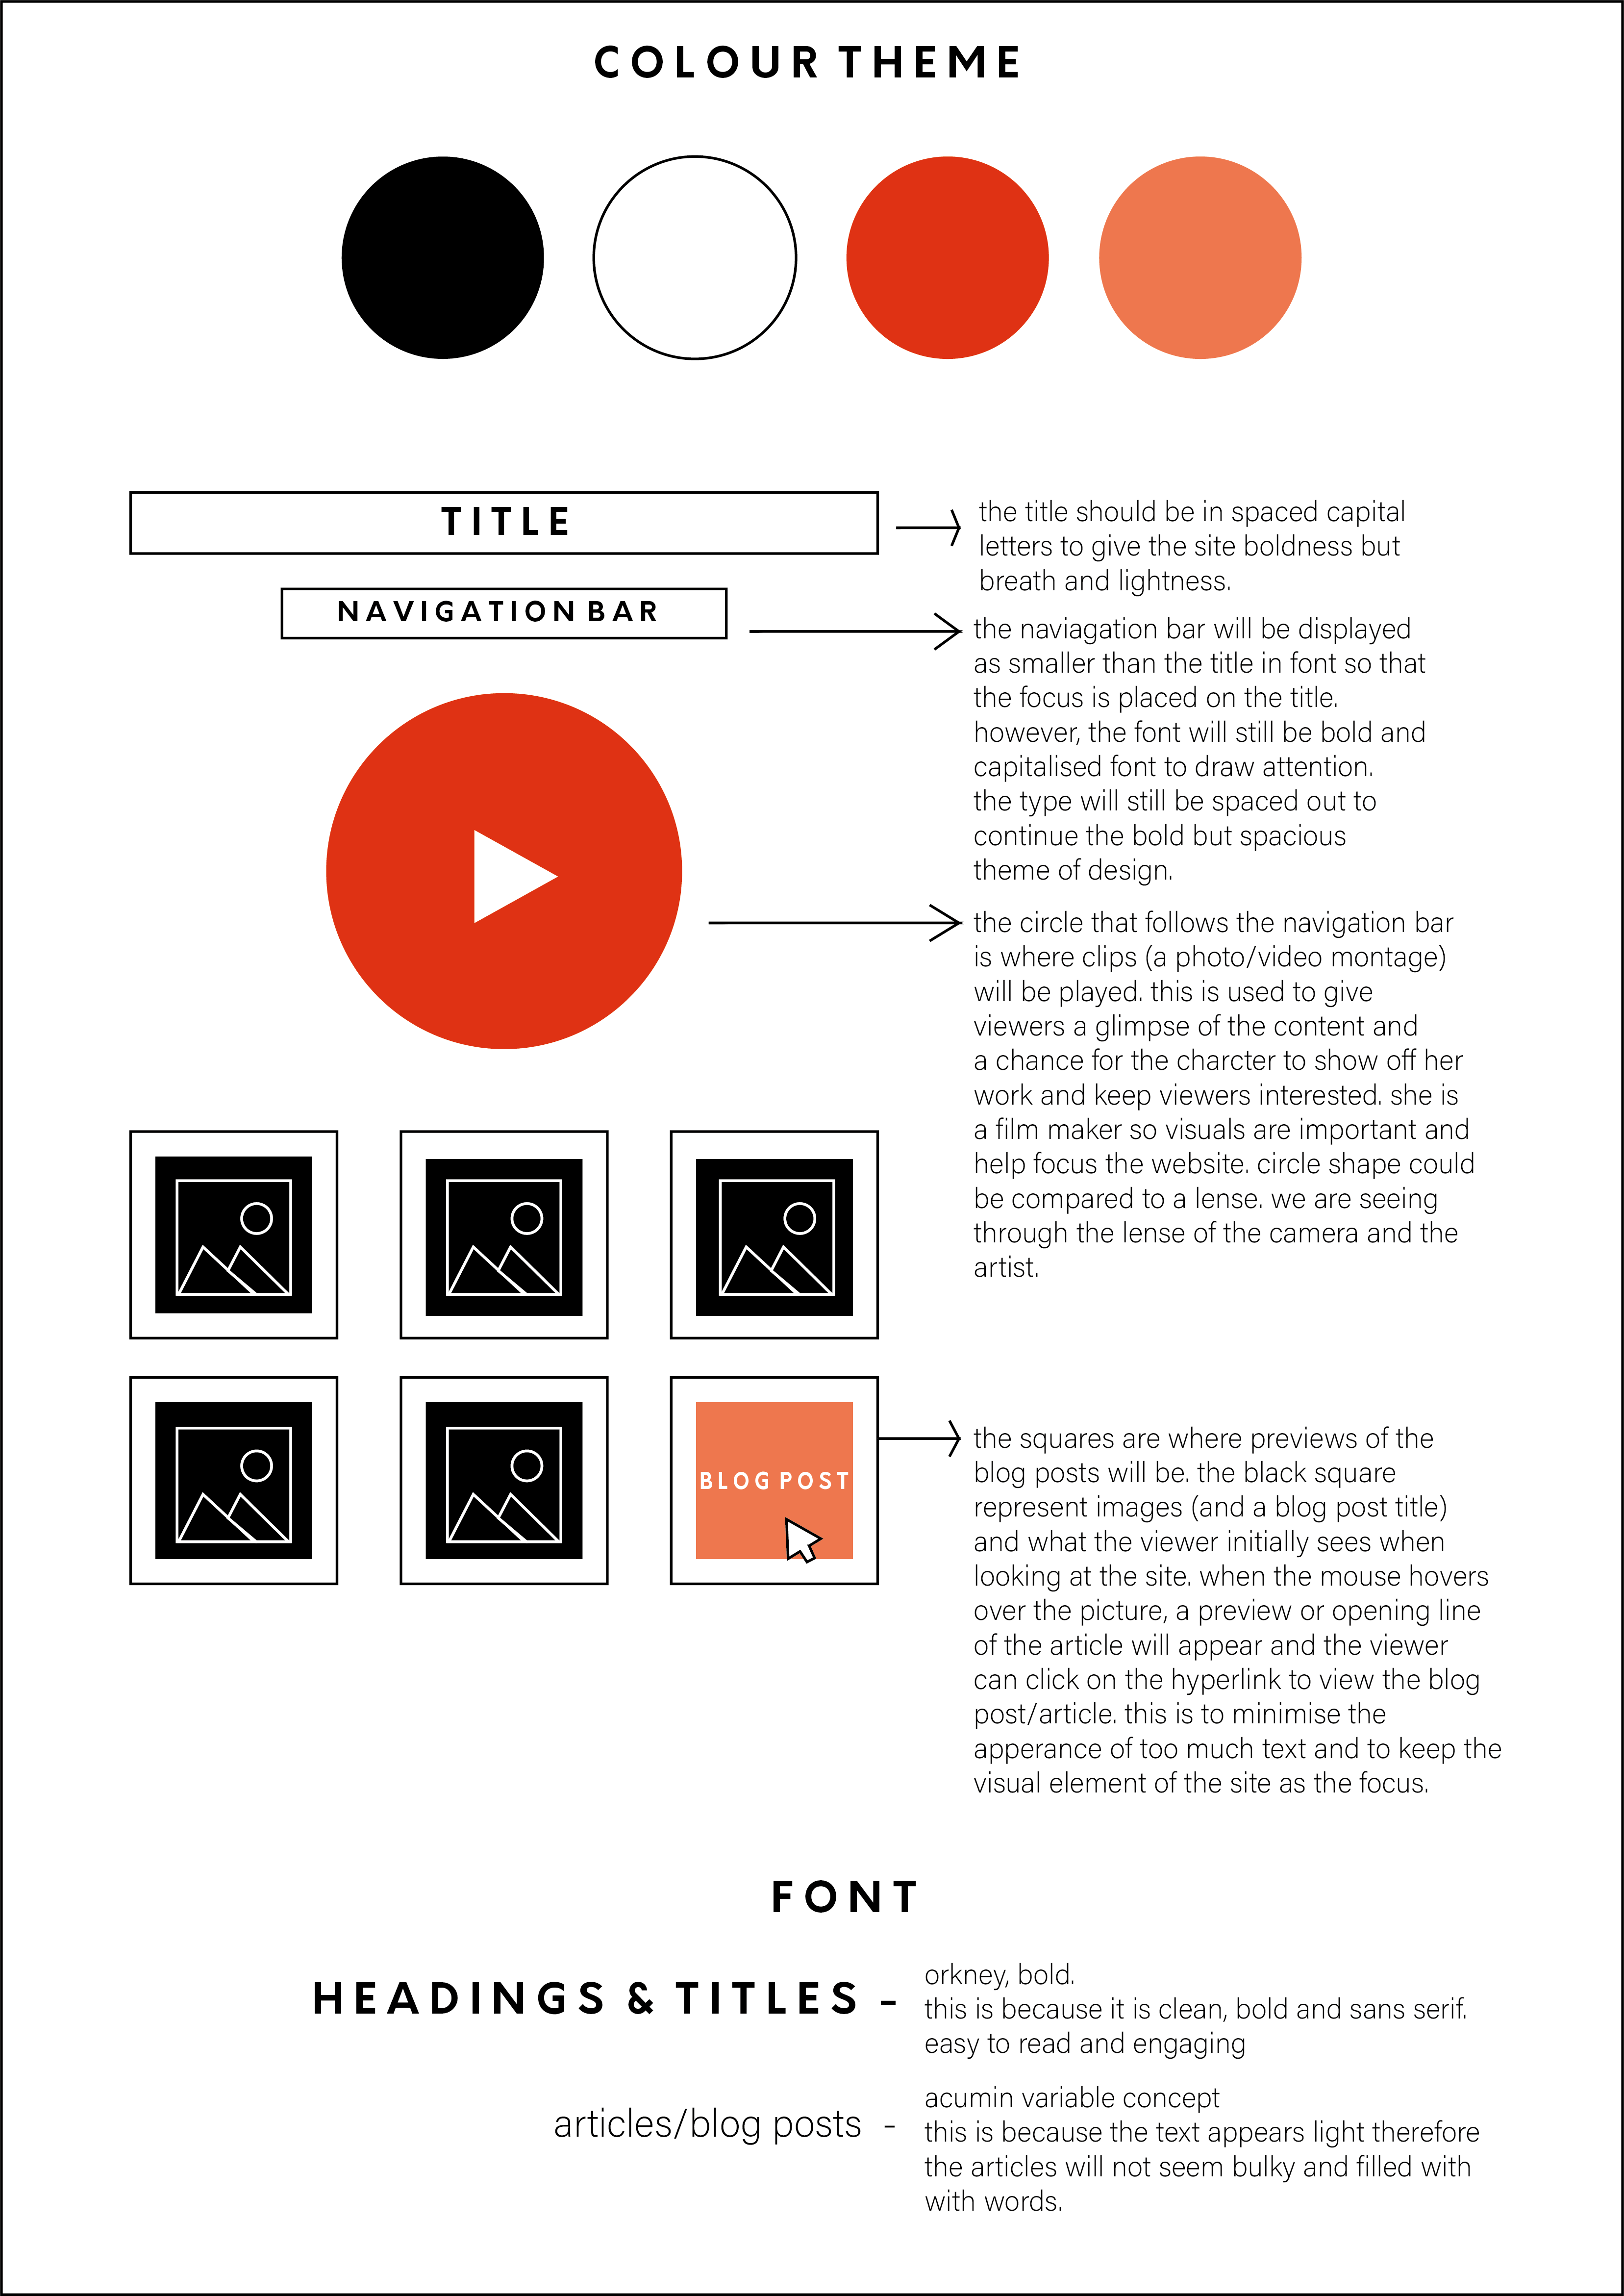 COLOUR THEME
TITLE
the title should be in spaced capital
letters to give the site boldness but
breath and lightness.
NAVIGATION BAR
the naviagation bar will be displayed
as smaller than the title in font so that
the focus is placed on the title.
however, the font will still be bold and
capitalised font to draw attention.
the type will still be spaced out to
continue the bold but spacious
theme of design.
the circle that follows the navigation bar
is where clips (a photo/video montage)
will be played. this is used to give
viewers a glimpse of the content and
a chance for the charcter to show off her
work and keep viewers interested. she is
a film maker so visuals are important and
help focus the website. circle shape could
be compared to a lense. we are seeing
through the lense of the camera and the
artist.
BLOG POST
the squares are where previews of the
blog posts will be. the black square
represent images (and a blog post title)
and what the viewer initially sees when
looking at the site. when the mouse hovers
over the picture, a preview or opening line
of the article will appear and the viewer
can click on the hyperlink to view the blog
post/article. this is to minimise the
apperance of too much text and to keep the
visual element of the site as the focus.
FONT
HEADINGS & TITLES -
orkney, bold.
this is because it is clean, bold and sans serif.
easy to read and engaging
articles/blog posts -
acumin variable concept
this is because the text appears light therefore
the articles will not seem bulky and filled with
with words.